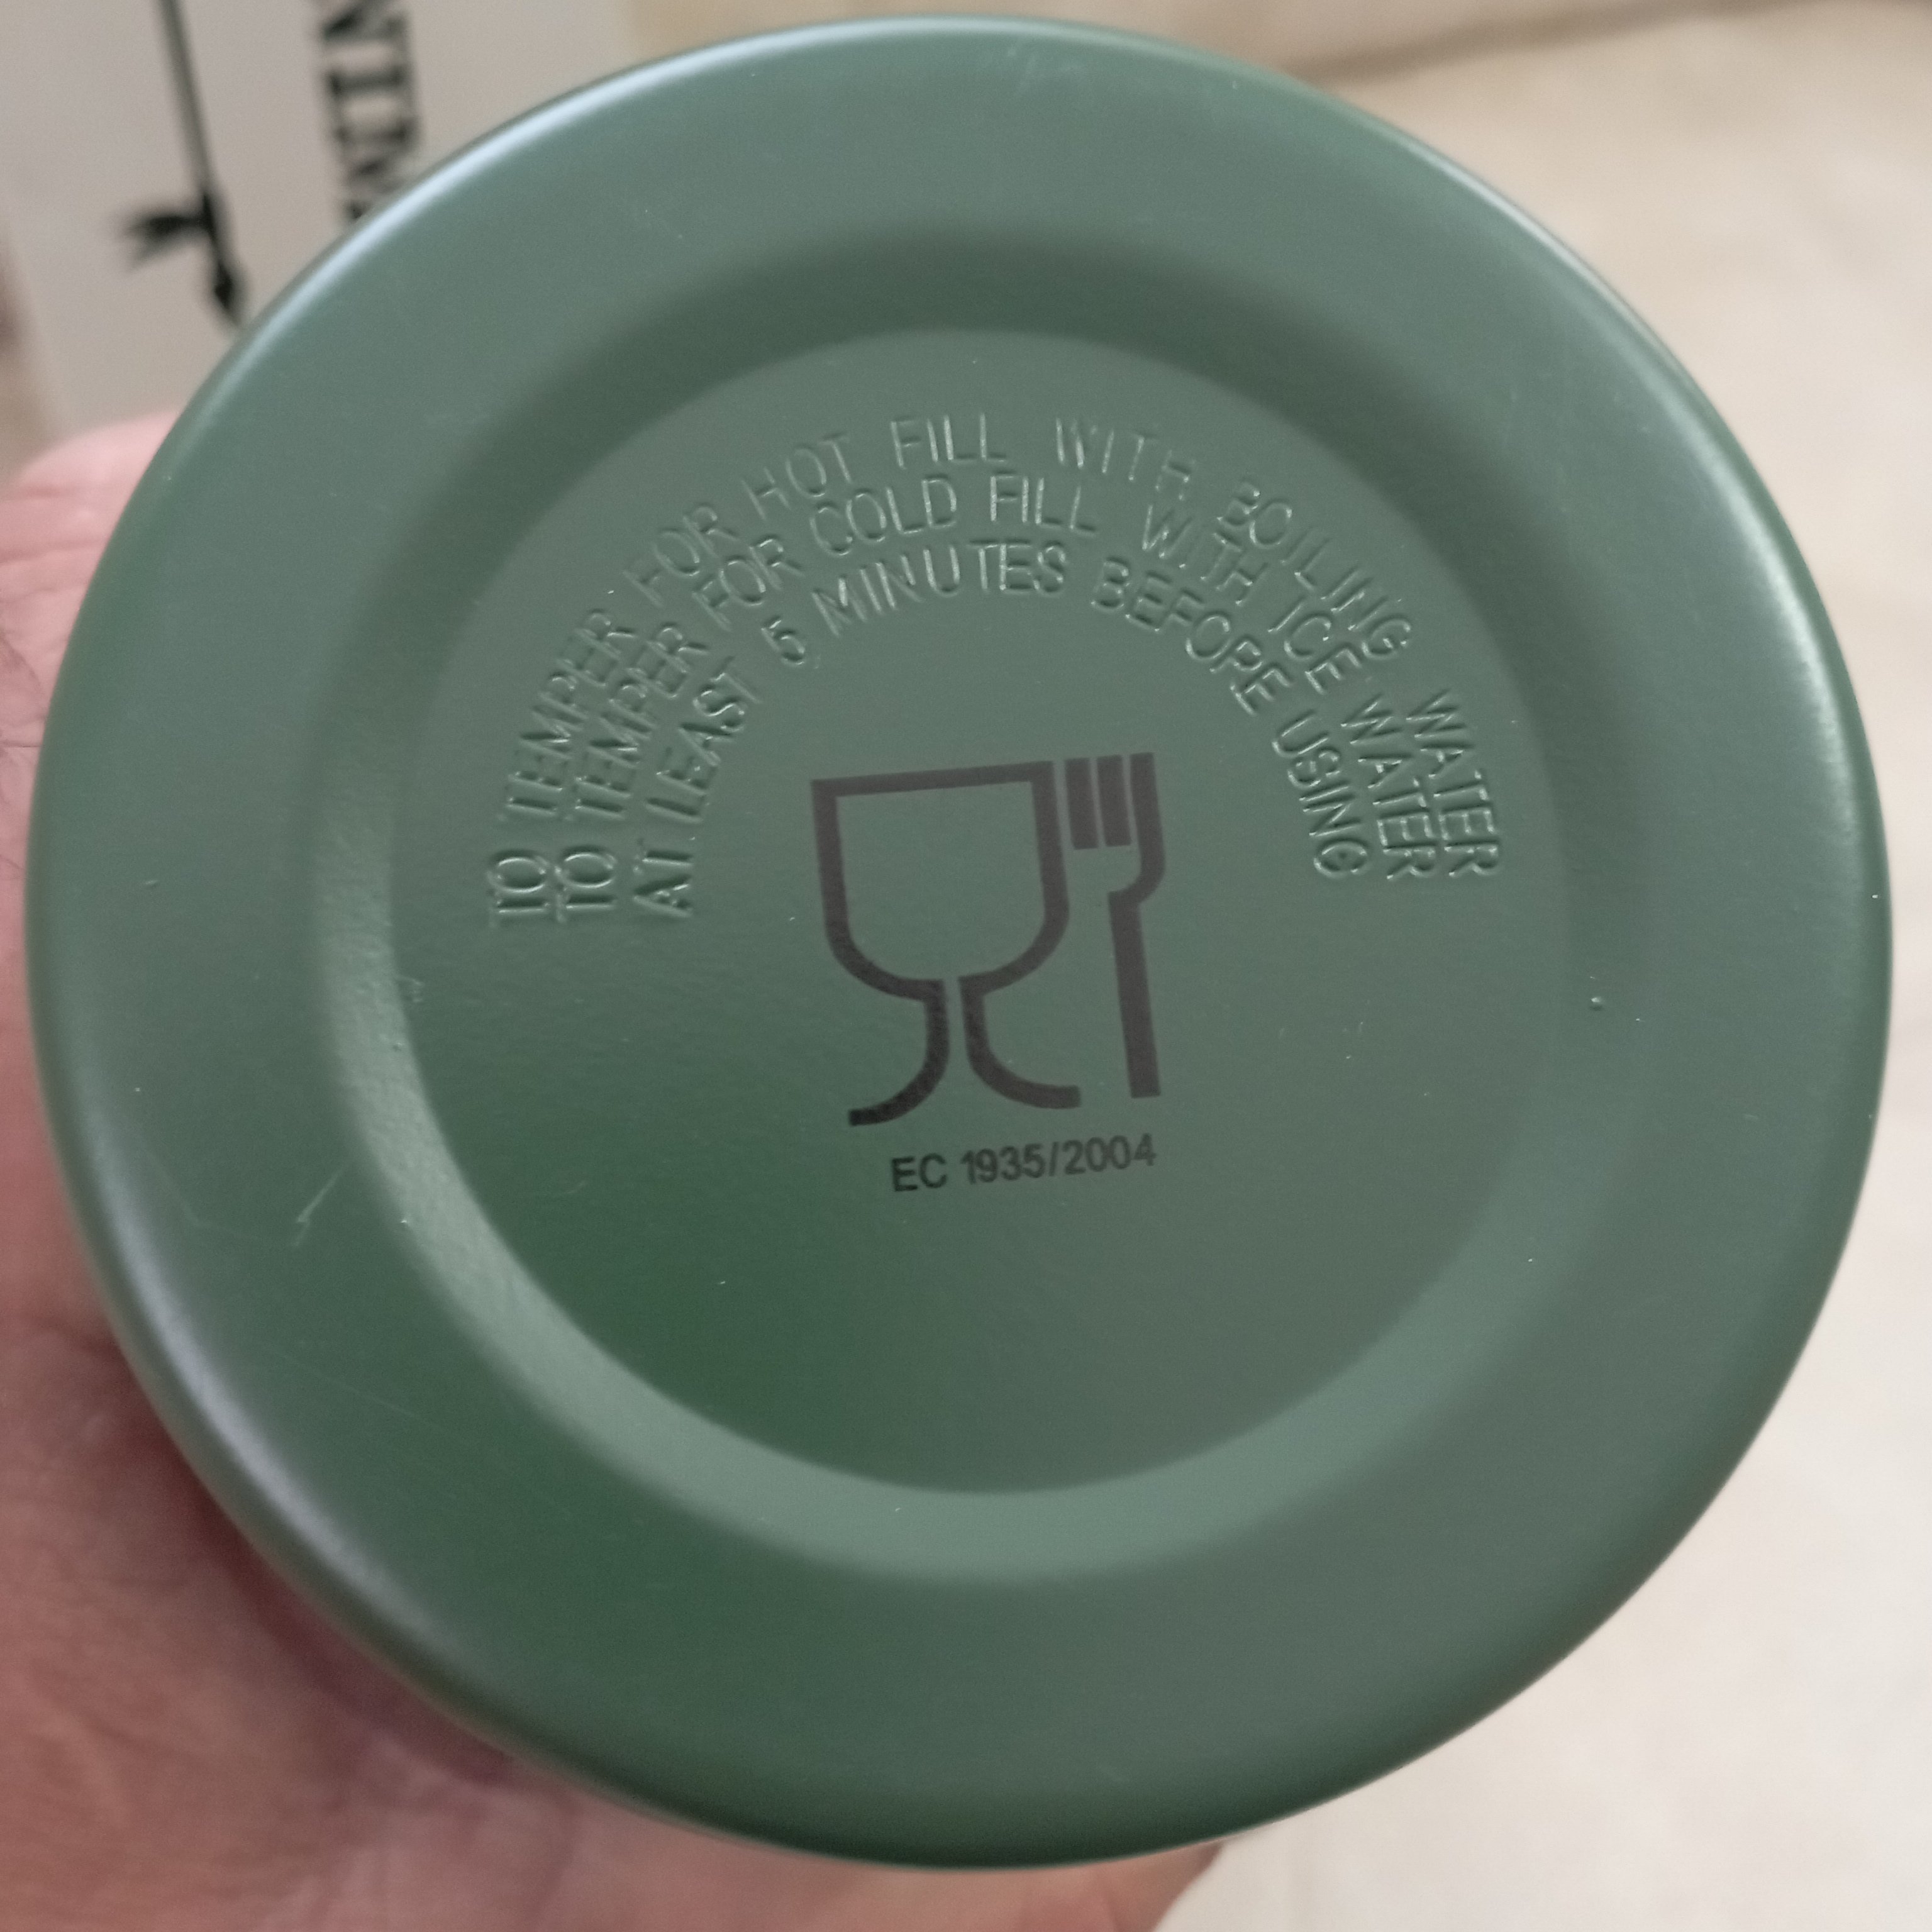 TO TEMPER FOR HOT FILL WITH BOILING WATER
TO TEMPER FOR COLD FILL WITH ICE WATER
AT LEAST 5 MINUTES BEFORE USING
EC 1935/2004